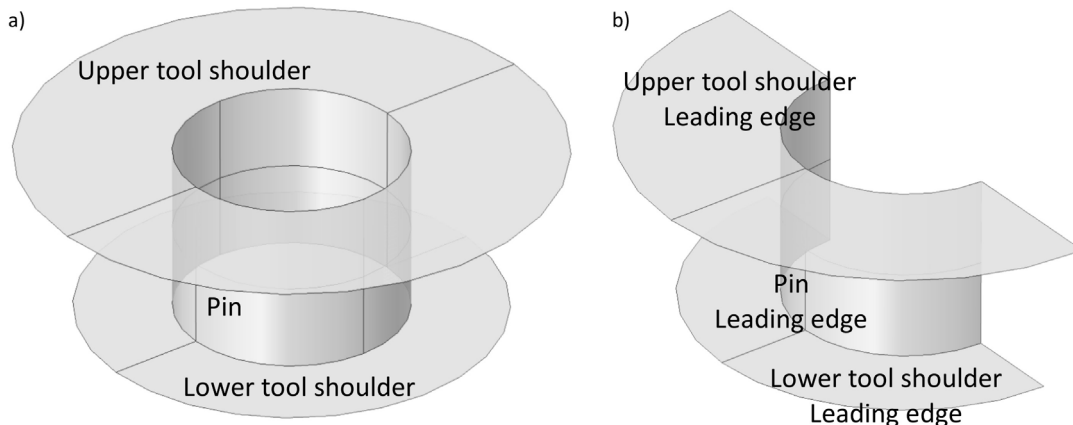 a)
Upper tool shoulder
Pin
Lower tool shoulder
b)
Upper tool shoulder
Leading edge
Pin
Leading edge
Lower tool shoulder
Leading edge